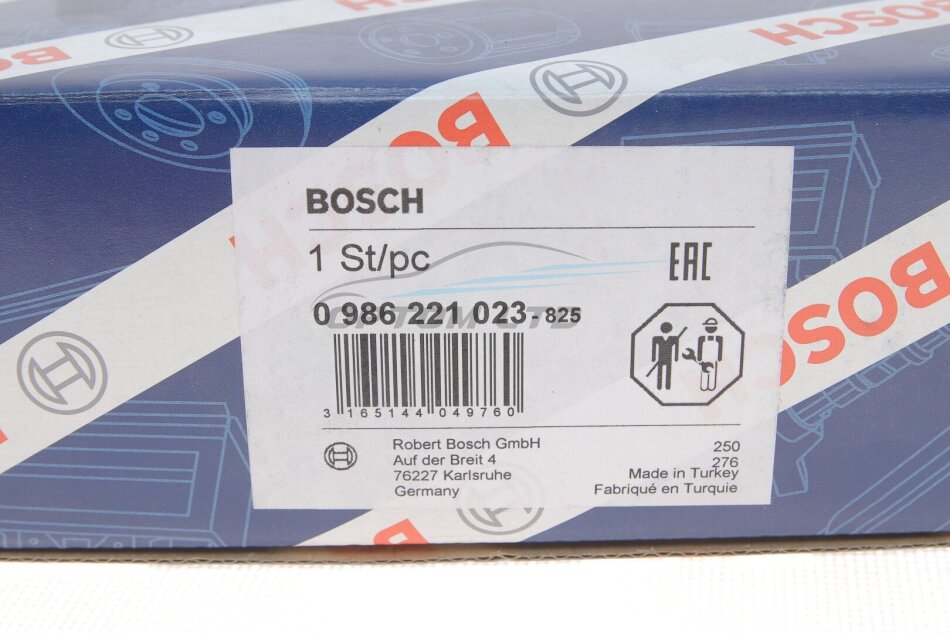 BOSCH
BOSCH
BOSCH
BOSCH
1 St/pc
EAC
0 986 221 023 - 825
3 165144 049760
Robert Bosch GmbH
Auf der Breit 4
76227 Karlsruhe
Germany
250
276
Made in Turkey
Fabriqué en Turquie
BOSCH